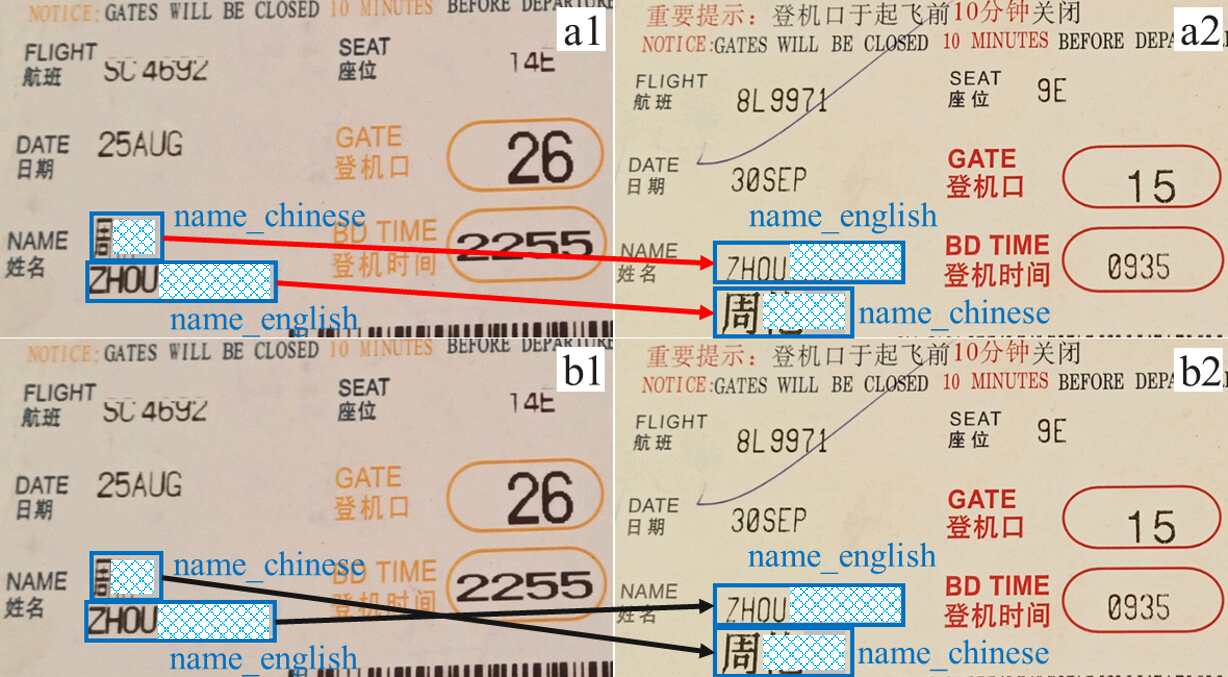 NOTICE:GATES WILL BE CLOSED 10 MINUTES BEFORE DEPARTURE
a1
FLIGHT SC4692 SEAT 14E
航班 座位
DATE 25AUG GATE 26
日期 登机口
name_chinese
NAME 周 BD TIME 2255
姓名 ZHOU 登机时间
name_english
重要提示：登机口于起飞前10分钟关闭
a2
NOTICE:GATES WILL BE CLOSED 10 MINUTES BEFORE DEPA
FLIGHT 8L9971 SEAT 9E
航班 座位
DATE 30SEP GATE 15
日期 登机口
name_english
NAME ZHOU BD TIME 0935
姓名 登机时间
周 name_chinese
NOTICE:GATES WILL BE CLOSED 10 MINUTES BEFORE DEPARTURE
b1
FLIGHT SC4692 SEAT 14E
航班 座位
DATE 25AUG GATE 26
日期 登机口
name_chinese
NAME 周 BD TIME 2255
姓名 ZHOU 登机时间
name_english
重要提示：登机口于起飞前10分钟关闭
b2
NOTICE:GATES WILL BE CLOSED 10 MINUTES BEFORE DEPA
FLIGHT 8L9971 SEAT 9E
航班 座位
DATE 30SEP GATE 15
日期 登机口
name_english
NAME ZHOU BD TIME 0935
姓名 登机时间
周 name_chinese